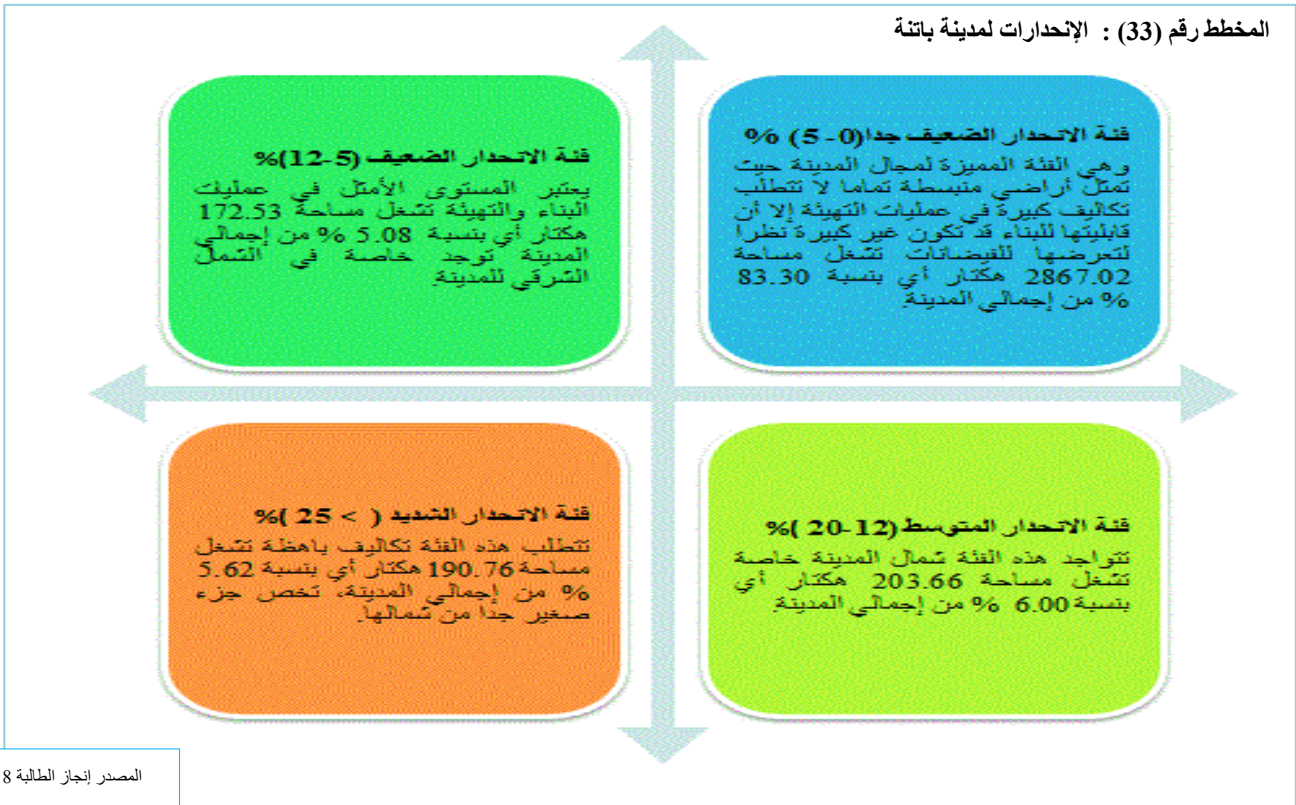 المخطط رقم (33) : الإنحدارات لمدينة باتنة
فئة الانحدار الضعيف جدا(0- 5) %
وهي الفئة المميزة لمجال المدينة حيث
تمثل أراضي منبسطة تماما لا تتطلب
تكاليف كبيرة في عمليات التهيئة إلا أن
قابليتها للبناء قد تكون غير كبيرة نظرا
لتعرضها للفيضانات تشغل مساحة
2867.02 هكتار أي بنسبة 83.30
% من إجمالي المدينة.
فئة الانحدار الضعيف (5-12)%
يعتبر المستوى الأمثل في عمليات
البناء والتهيئة تشغل مساحة 172.53
هكتار أي بنسبة 5.08 % من إجمالي
المدينة توجد خاصة في الشمال
الشرقي للمدينة.
فئة الانحدار المتوسط (12-20 )%
تتواجد هذه الفئة شمال المدينة خاصة
تشغل مساحة 203.66 هكتار أي
بنسبة 6.00 % من إجمالي المدينة.
فئة الانحدار الشديد ( > 25 )%
تتطلب هذه الفئة تكاليف باهظة تشغل
مساحة 190.76 هكتار أي بنسبة 5.62
% من إجمالي المدينة، تخص جزء
صغير جدا من شمالها.
المصدر إنجاز الطالبة 8